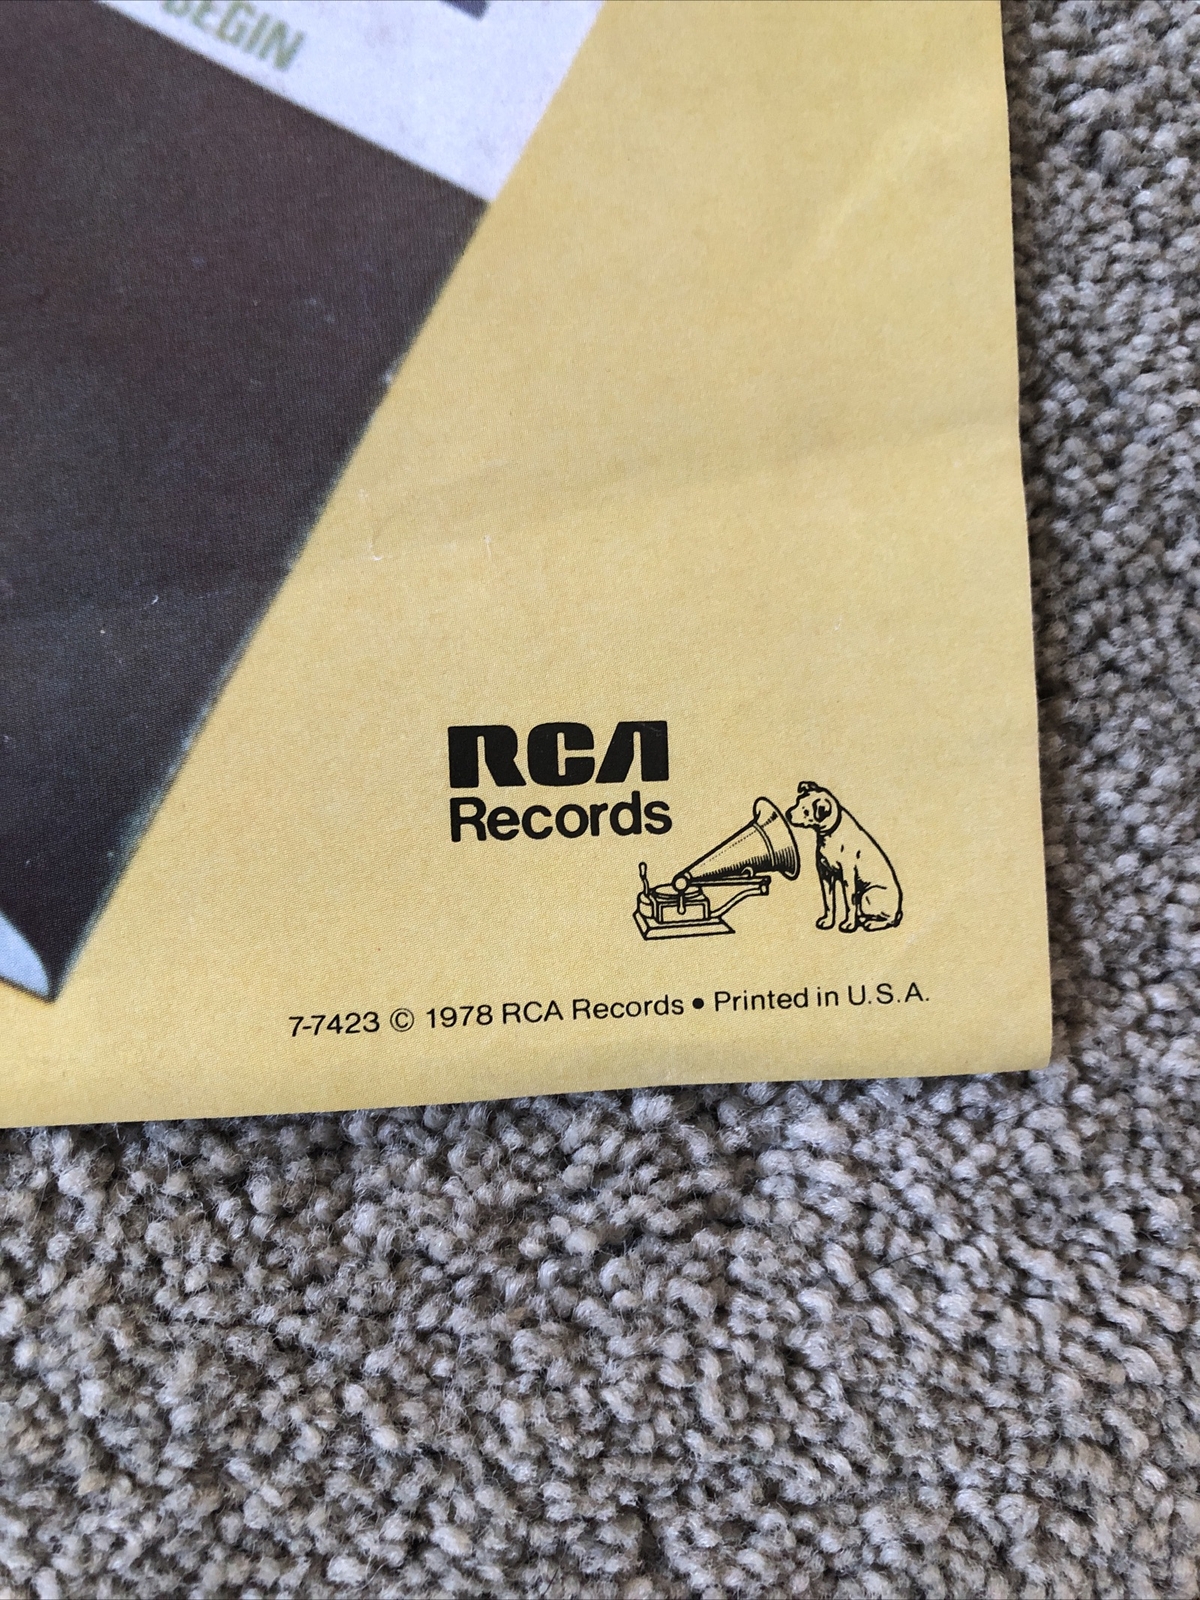 BEGIN
RCA
Records
7-7423 © 1978 RCA Records • Printed in U.S.A.